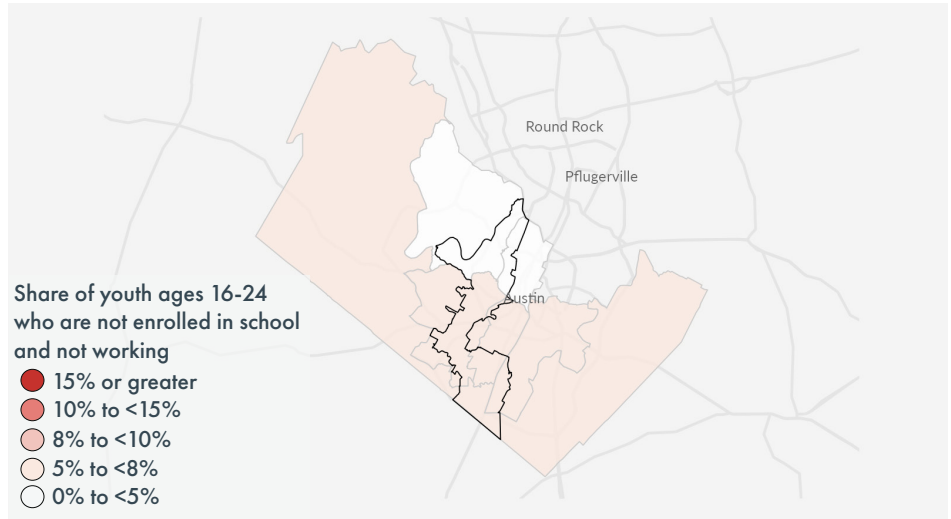 Round Rock
Pflugerville
Austin
Share of youth ages 16-24
who are not enrolled in school
and not working
15% or greater
10% to <15%
8% to <10%
5% to <8%
0% to <5%